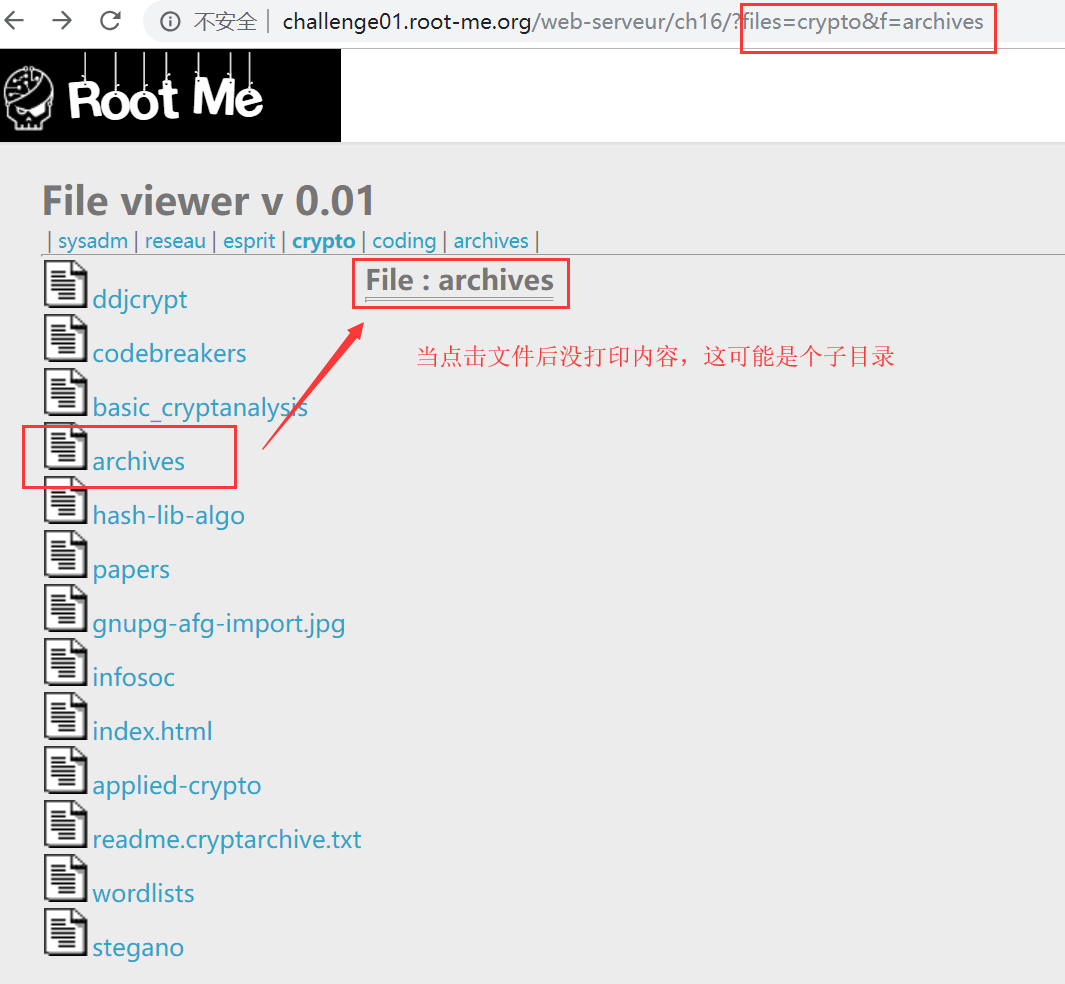 不安全 | challenge01.root-me.org/web-serveur/ch16/?files=crypto&f=archives
Root Me
File viewer v 0.01
| sysadm | reseau | esprit | crypto | coding | archives |
File : archives
ddjcrypt
当点击文件后没打印内容，这可能是个子目录
codebreakers
basic_cryptanalysis
archives
hash-lib-algo
papers
gnupg-afg-import.jpg
infosoc
index.html
applied-crypto
readme.cryptarchive.txt
wordlists
stegano